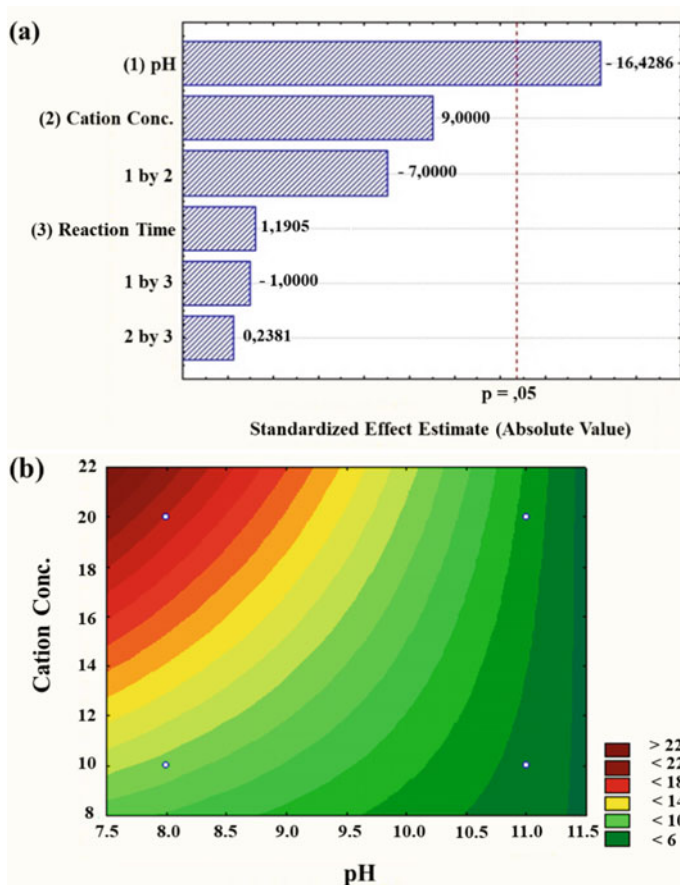 (a)
(1) pH
- 16,4286
(2) Cation Conc.
9,0000
1 by 2
- 7,0000
(3) Reaction Time
1,1905
1 by 3
- 1,0000
2 by 3
0,2381
p = ,05
Standardized Effect Estimate (Absolute Value)
(b)
Cation Conc.
22
20
18
16
14
12
10
8
7.5 8.0 8.5 9.0 9.5 10.0 10.5 11.0 11.5
pH
> 22
< 22
< 18
< 14
< 10
< 6